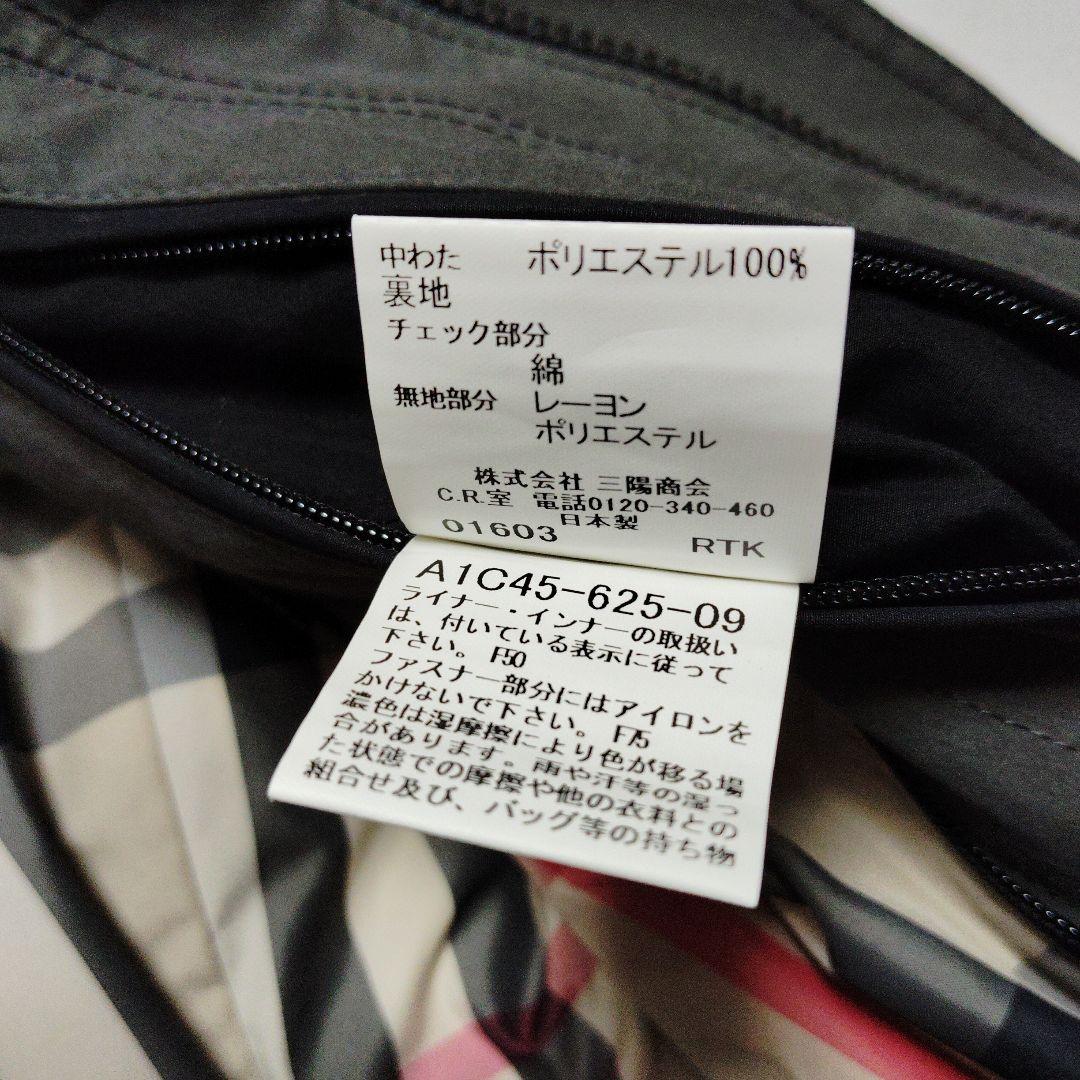 中わた ポリエステル100%
裏地
チェック部分
綿
無地部分 レーヨン
ポリエステル
株式会社 三陽商会
C.R.室 電話0120-340-460
日本製
01603 RTK
A1C45-625-09
ライナー・インナーの取扱い
は、付いている表示に従って
下さい。 F50
ファスナー部分にはアイロンを
かけないで下さい。 F75
濃色は湿摩擦により色が移る場
合があります。雨や汗等の湿っ
た状態での摩擦や他の衣料との
組合せ及び、バッグ等の持ち物